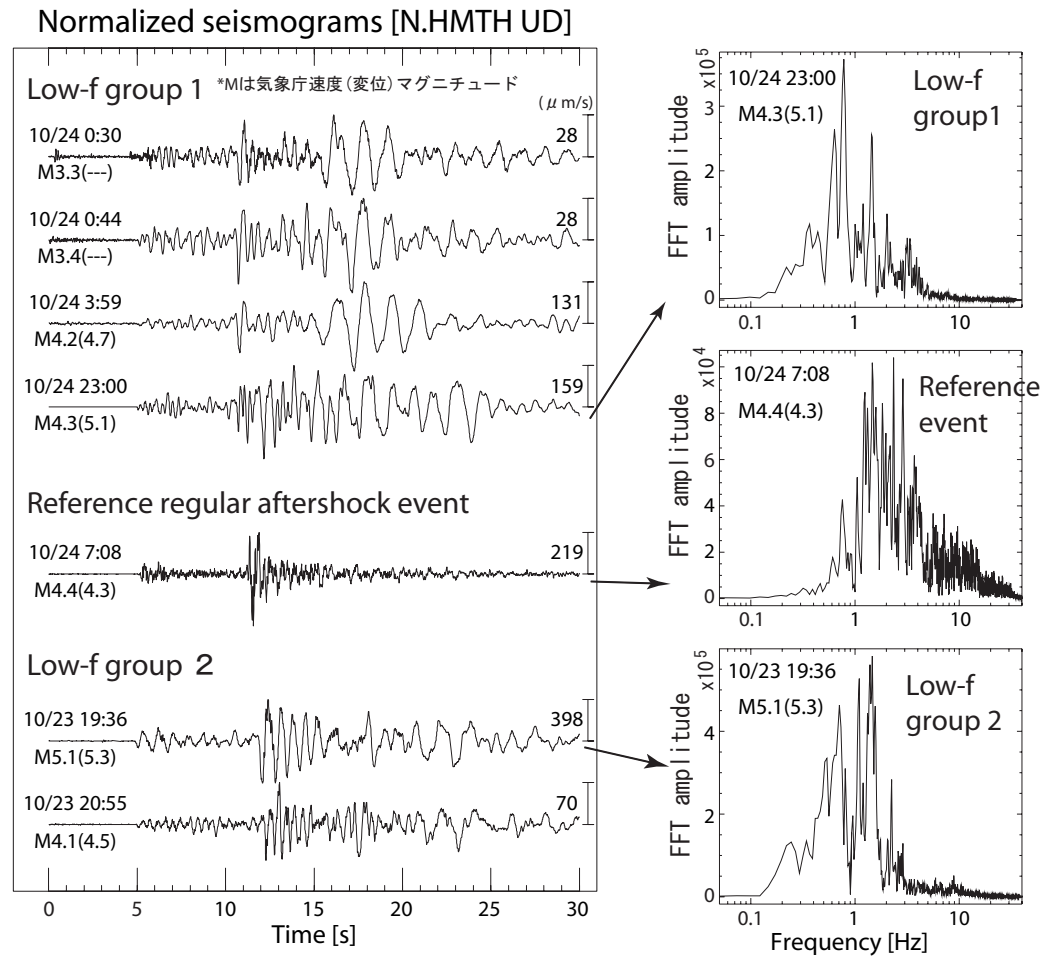 Normalized seismograms [N.HMTH UD]
Low-f group 1
*Mは気象庁速度(変位)マグニチュード
(μm/s)
10/24 0:30
M3.3(---)
28
10/24 0:44
M3.4(---)
28
10/24 3:59
M4.2(4.7)
131
10/24 23:00
M4.3(5.1)
159
Reference regular aftershock event
10/24 7:08
M4.4(4.3)
219
Low-f group 2
10/23 19:36
M5.1(5.3)
398
10/23 20:55
M4.1(4.5)
70
0 5 10 15 20 25 30
Time [s]
x10 5
10/24 23:00
M4.3(5.1)
Low-f
group1
FFT amplitude
3
2
1
0
0.1 1 10
x10 4
10/24 7:08
M4.4(4.3)
Reference
event
FFT amplitude
10
8
6
4
2
0
0.1 1 10
x10 5
10/23 19:36
M5.1(5.3)
Low-f
group 2
FFT amplitude
4
2
0
0.1 1 10
Frequency [Hz]